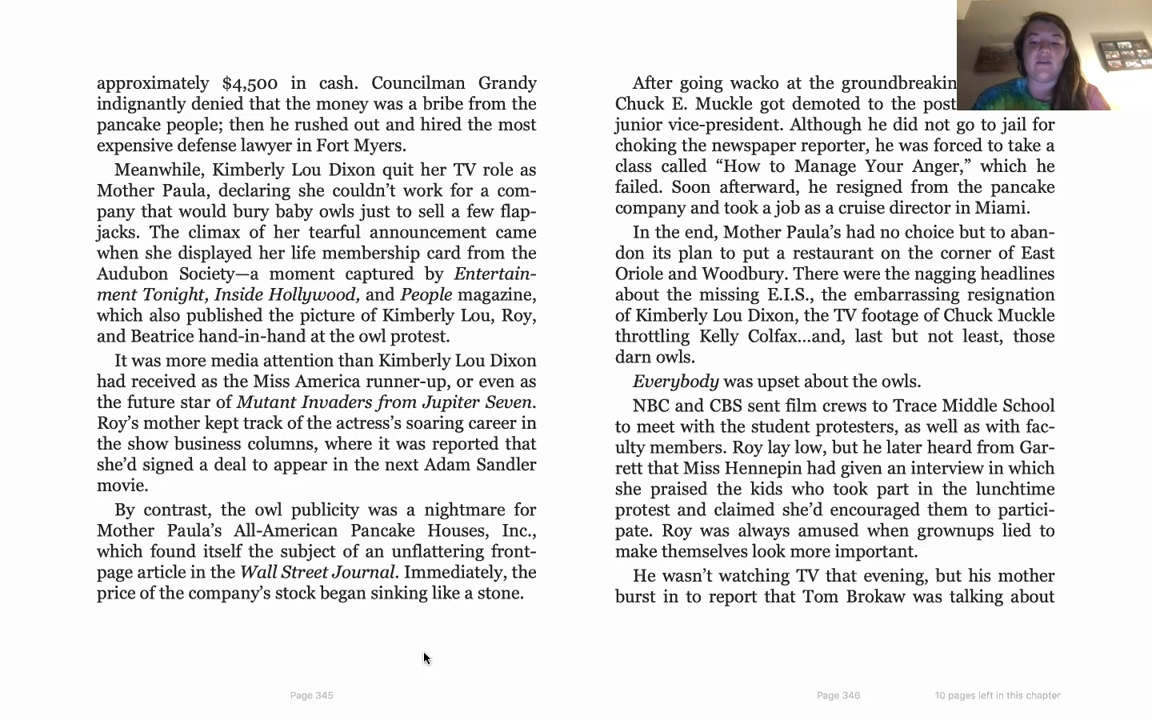 approximately $4,500 in cash. Councilman Grandy
indignantly denied that the money was a bribe from the
pancake people; then he rushed out and hired the most
expensive defense lawyer in Fort Myers.
Meanwhile, Kimberly Lou Dixon quit her TV role as
Mother Paula, declaring she couldn’t work for a com-
pany that would bury baby owls just to sell a few flap-
jacks. The climax of her tearful announcement came
when she displayed her life membership card from the
Audubon Society—a moment captured by Entertain-
ment Tonight, Inside Hollywood, and People magazine,
which also published the picture of Kimberly Lou, Roy,
and Beatrice hand-in-hand at the owl protest.
It was more media attention than Kimberly Lou Dixon
had received as the Miss America runner-up, or even as
the future star of Mutant Invaders from Jupiter Seven.
Roy’s mother kept track of the actress’s soaring career in
the show business columns, where it was reported that
she’d signed a deal to appear in the next Adam Sandler
movie.
By contrast, the owl publicity was a nightmare for
Mother Paula’s All-American Pancake Houses, Inc.,
which found itself the subject of an unflattering front-
page article in the Wall Street Journal. Immediately, the
price of the company’s stock began sinking like a stone.
Page 345
After going wacko at the groundbreakin
Chuck E. Muckle got demoted to the post
junior vice-president. Although he did not go to jail for
choking the newspaper reporter, he was forced to take a
class called “How to Manage Your Anger,” which he
failed. Soon afterward, he resigned from the pancake
company and took a job as a cruise director in Miami.
In the end, Mother Paula’s had no choice but to aban-
don its plan to put a restaurant on the corner of East
Oriole and Woodbury. There were the nagging headlines
about the missing E.I.S., the embarrassing resignation
of Kimberly Lou Dixon, the TV footage of Chuck Muckle
throttling Kelly Colfax...and, last but not least, those
darn owls.
Everybody was upset about the owls.
NBC and CBS sent film crews to Trace Middle School
to meet with the student protesters, as well as with fac-
ulty members. Roy lay low, but he later heard from Gar-
rett that Miss Hennepin had given an interview in which
she praised the kids who took part in the lunchtime
protest and claimed she’d encouraged them to partici-
pate. Roy was always amused when grownups lied to
make themselves look more important.
He wasn’t watching TV that evening, but his mother
burst in to report that Tom Brokaw was talking about
Page 346
10 pages left in this chapter